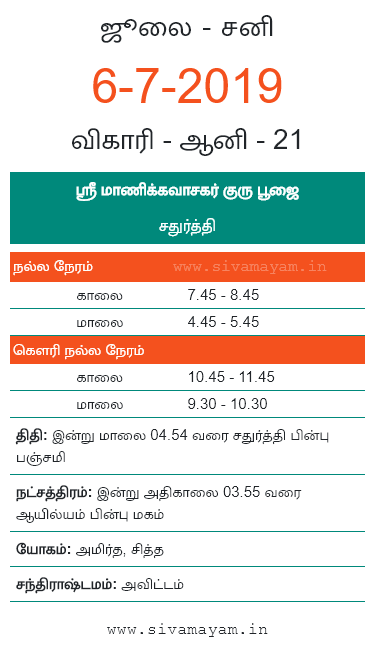 ஜூலை - சனி
6-7-2019
விகாரி - ஆனி - 21
ஸ்ரீ மாணிக்கவாசகர் குரு பூஜை
சதுர்த்தி
நல்ல நேரம் www.sivamayam.in
காலை 7.45 - 8.45
மாலை 4.45 - 5.45
கௌரி நல்ல நேரம்
காலை 10.45 - 11.45
மாலை 9.30 - 10.30
திதி: இன்று மாலை 04.54 வரை சதுர்த்தி பின்பு
பஞ்சமி
நட்சத்திரம்: இன்று அதிகாலை 03.55 வரை
ஆயில்யம் பின்பு மகம்
யோகம்: அமிர்த, சித்த
சந்திராஷ்டமம்: அவிட்டம்
www.sivamayam.in